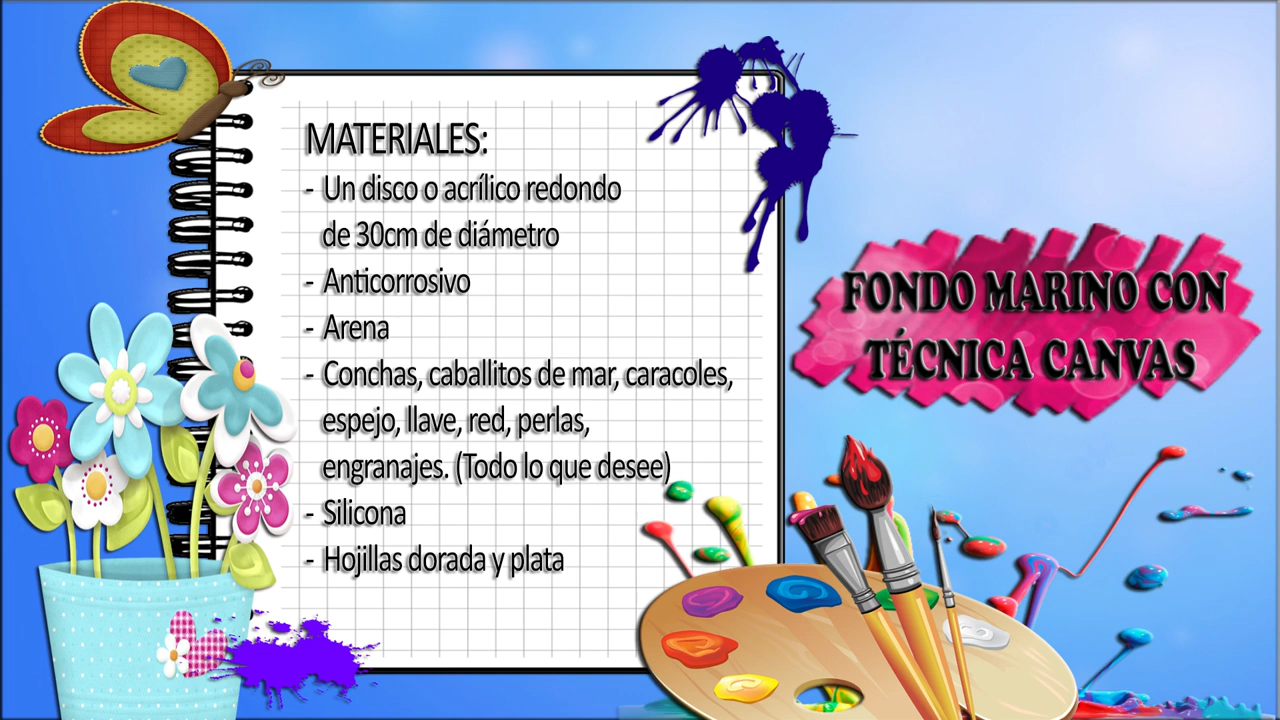 MATERIALES:
- Un disco o acrílico redondo
de 30cm de diámetro
- Anticorrosivo
- Arena
- Conchas, caballitos de mar, caracoles,
espejo, llave, red, perlas,
engranajes. (Todo lo que desee)
- Silicona
- Hojillas dorada y plata
FONDO MARINO CON
TÉCNICA CANVAS